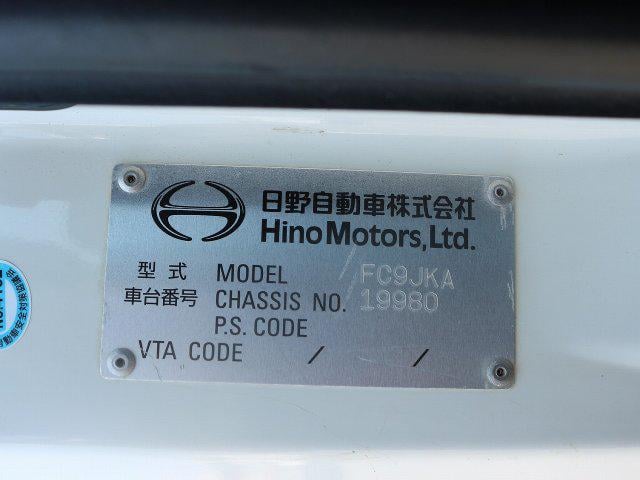 日野自動車株式会社
Hino Motors, Ltd.
型式 MODEL FC9JKA
車台番号 CHASSIS NO. 19980
P.S. CODE
VTA CODE / /